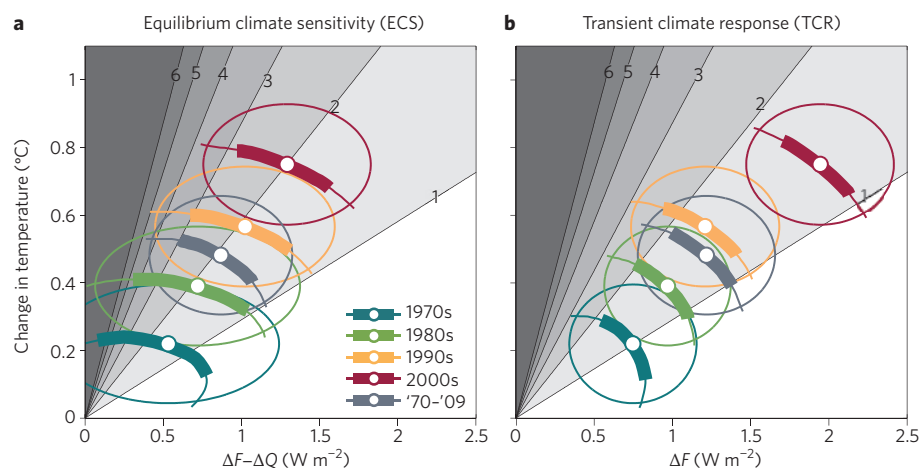 a Equilibrium climate sensitivity (ECS)
b Transient climate response (TCR)
Change in temperature (°C)
1
0.8
0.6
0.4
0.2
0
6 5 4 3 2 1
1970s
1980s
1990s
2000s
'70–'09
0 0.5 1 1.5 2 2.5
ΔF–ΔQ (W m⁻²)
6 5 4 3 2 1
0 0.5 1 1.5 2 2.5
ΔF (W m⁻²)